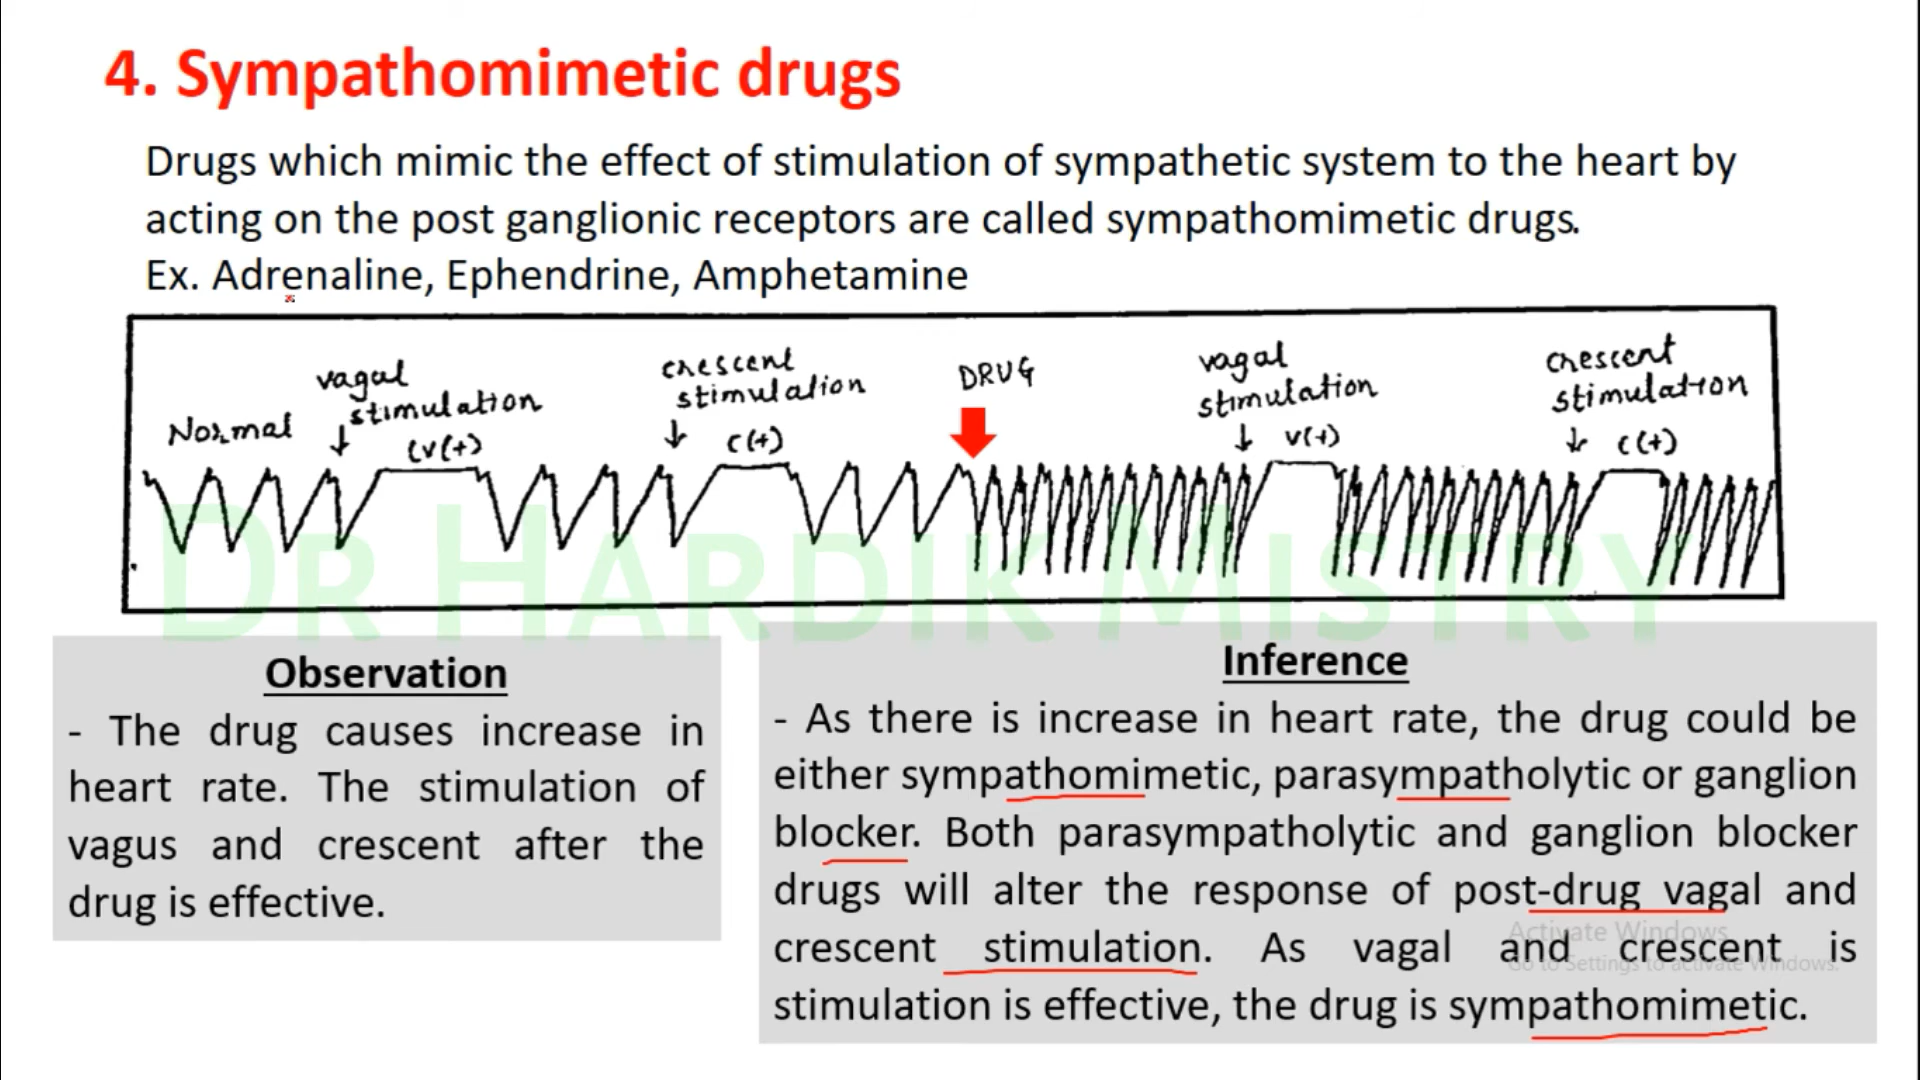 4. Sympathomimetic drugs
Drugs which mimic the effect of stimulation of sympathetic system to the heart by
acting on the post ganglionic receptors are called sympathomimetic drugs.
Ex. Adrenaline, Ephendrine, Amphetamine
Normal
vagal
stimulation
(v(+)
crescent
stimulation
c(+)
DRUG
vagal
stimulation
v(+)
crescent
stimulation
c(+)
DR HARDIK MISTRY
Observation
- The drug causes increase in
heart rate. The stimulation of
vagus and crescent after the
drug is effective.
Inference
- As there is increase in heart rate, the drug could be
either sympathomimetic, parasympatholytic or ganglion
blocker. Both parasympatholytic and ganglion blocker
drugs will alter the response of post-drug vagal and
crescent stimulation. As vagal and crescent is
stimulation is effective, the drug is sympathomimetic.
Activate Windows
Go to Settings to activate Windows.